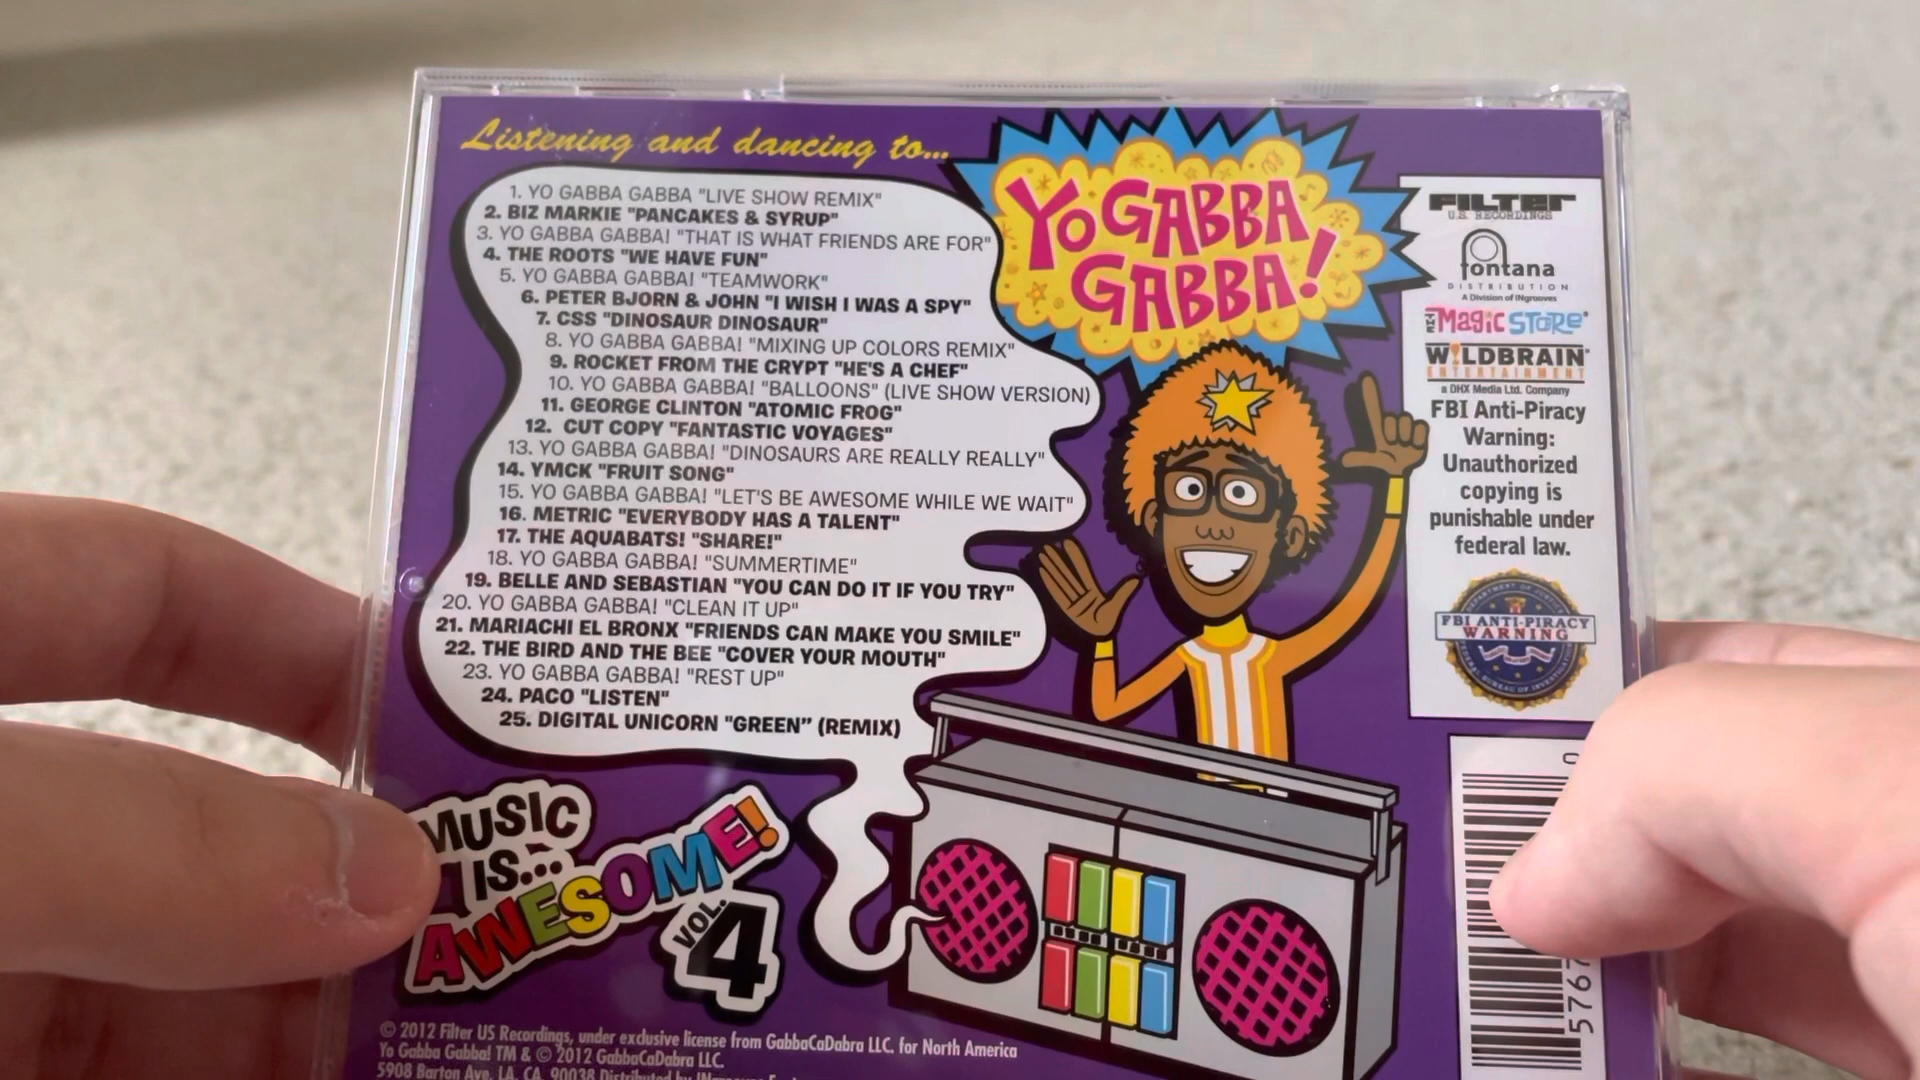 Listening and dancing to...
1. YO GABBA GABBA "LIVE SHOW REMIX"
2. BIZ MARKIE "PANCAKES & SYRUP"
3. YO GABBA GABBA! "THAT IS WHAT FRIENDS ARE FOR"
4. THE ROOTS "WE HAVE FUN"
5. YO GABBA GABBA! "TEAMWORK"
6. PETER BJORN & JOHN "I WISH I WAS A SPY"
7. CSS "DINOSAUR DINOSAUR"
8. YO GABBA GABBA! "MIXING UP COLORS REMIX"
9. ROCKET FROM THE CRYPT "HE'S A CHEF"
10. YO GABBA GABBA! "BALLOONS" (LIVE SHOW VERSION)
11. GEORGE CLINTON "ATOMIC FROG"
12. CUT COPY "FANTASTIC VOYAGES"
13. YO GABBA GABBA! "DINOSAURS ARE REALLY REALLY"
14. YMCK "FRUIT SONG"
15. YO GABBA GABBA! "LET'S BE AWESOME WHILE WE WAIT"
16. METRIC "EVERYBODY HAS A TALENT"
17. THE AQUABATS! "SHARE!"
18. YO GABBA GABBA! "SUMMERTIME"
19. BELLE AND SEBASTIAN "YOU CAN DO IT IF YOU TRY"
20. YO GABBA GABBA! "CLEAN IT UP"
21. MARIACHI EL BRONX "FRIENDS CAN MAKE YOU SMILE"
22. THE BIRD AND THE BEE "COVER YOUR MOUTH"
23. YO GABBA GABBA! "REST UP"
24. PACO "LISTEN"
25. DIGITAL UNICORN "GREEN" (REMIX)
YO GABBA
GABBA!
FILTER
U.S. RECORDINGS
fontana
DISTRIBUTION
A Division of INgrooves
THE MAGIC STORE
W!LDBRAIN
ENTERTAINMENT
a DHX Media Ltd. Company
FBI Anti-Piracy
Warning:
Unauthorized
copying is
punishable under
federal law.
FBI ANTI-PIRACY
WARNING
MUSIC
IS...
AWESOME!
VOL.
4
0
5767
© 2012 Filter US Recordings, under exclusive license from GabbaCaDabra LLC. for North America
Yo Gabba Gabba! TM & © 2012 GabbaCaDabra LLC.
5908 Barton Ave. LA, CA. 90038 Distributed by